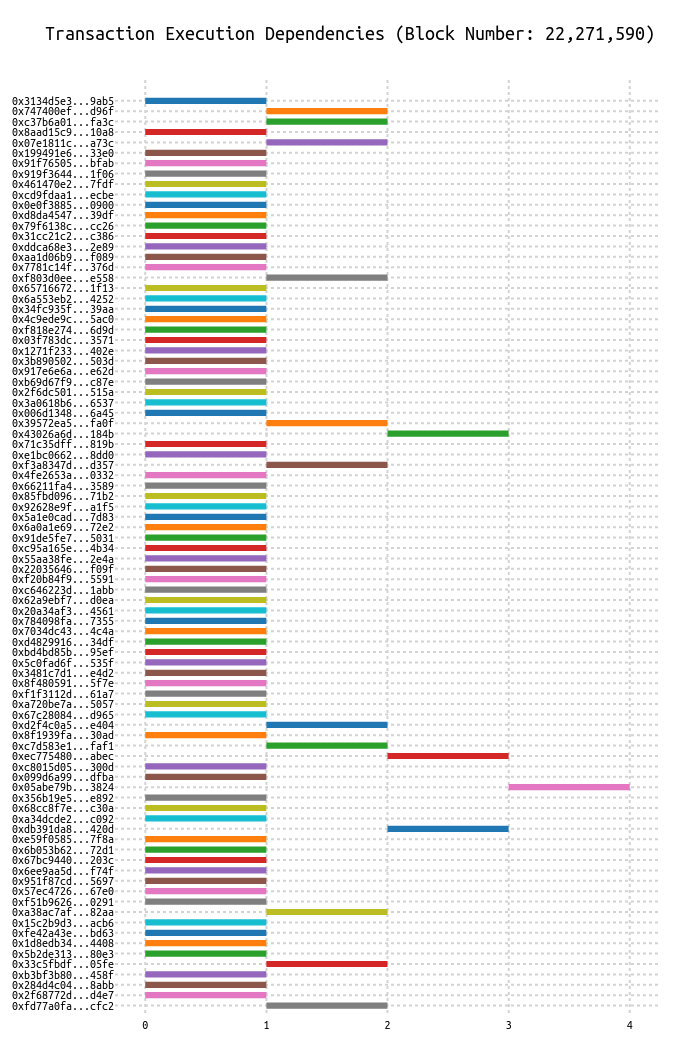 Transaction Execution Dependencies (Block Number: 22,271,590)
0x3134d5e3...9ab5
0x747400ef...d96f
0xc37b6a01...fa3c
0x8aad15c9...10a8
0x07e1811c...a73c
0x199491e6...33e0
0x91f76505...bfab
0x919f3644...1f06
0x461470e2...7fdf
0xcd9fdaa1...ecbe
0x0e0f3885...0900
0xd8da4547...39df
0x79f6138c...cc26
0x31cc21c2...c386
0xddca68e3...2e89
0xaa1d06b9...f089
0x7781c14f...376d
0xf803d0ee...e558
0x65716672...1f13
0x6a553eb2...4252
0x34fc935f...39aa
0x4c9ede9c...5ac0
0xf818e274...6d9d
0x03f783dc...3571
0x1271f233...402e
0x3b890502...503d
0x917e6e6a...e62d
0xb69d67f9...c87e
0x2f6dc501...515a
0x3a0618b6...6537
0x006d1348...6a45
0x39572ea5...fa0f
0x43026a6d...184b
0x71c35dff...819b
0xe1bc0662...8dd0
0xf3a8347d...d357
0x4fe2653a...0332
0x66211fa4...3589
0x85fbd096...71b2
0x92628e9f...a1f5
0x5a1e0cad...7d83
0x6a0a1e69...72e2
0x91de5fe7...5031
0xc95a165e...4b34
0x55aa38fe...2e4a
0x22035646...f09f
0xf20b84f9...5591
0xc646223d...1abb
0x62a9ebf7...d0ea
0x20a34af3...4561
0x784098fa...7355
0x7034dc43...4c4a
0xd4829916...34df
0xbd4bd85b...95ef
0x5c0fad6f...535f
0x3481c7d1...e4d2
0x8f480591...5f7e
0xf1f3112d...61a7
0xa720be7a...5057
0x67c28084...d965
0xd2f4c0a5...e404
0x8f1939fa...30ad
0xc7d583e1...faf1
0xec775480...abec
0xc8015d05...300d
0x099d6a99...dfba
0x05abe79b...3824
0x356b19e5...e892
0x68cc8f7e...c30a
0xa34dcde2...c092
0xdb391da8...420d
0xe59f0585...7f8a
0x6b053b62...72d1
0x67bc9440...203c
0x6ee9aa5d...f74f
0x951f87cd...5697
0x57ec4726...67e0
0xf51b9626...0291
0xa38ac7af...82aa
0x15c2b9d3...acb6
0xfe42a43e...bd63
0x1d8edb34...4408
0x5b2de313...80e3
0x33c5fbdf...05fe
0xb3bf3b80...458f
0x284d4c04...8abb
0x2f68772d...d4e7
0xfd77a0fa...cfc2
0 1 2 3 4